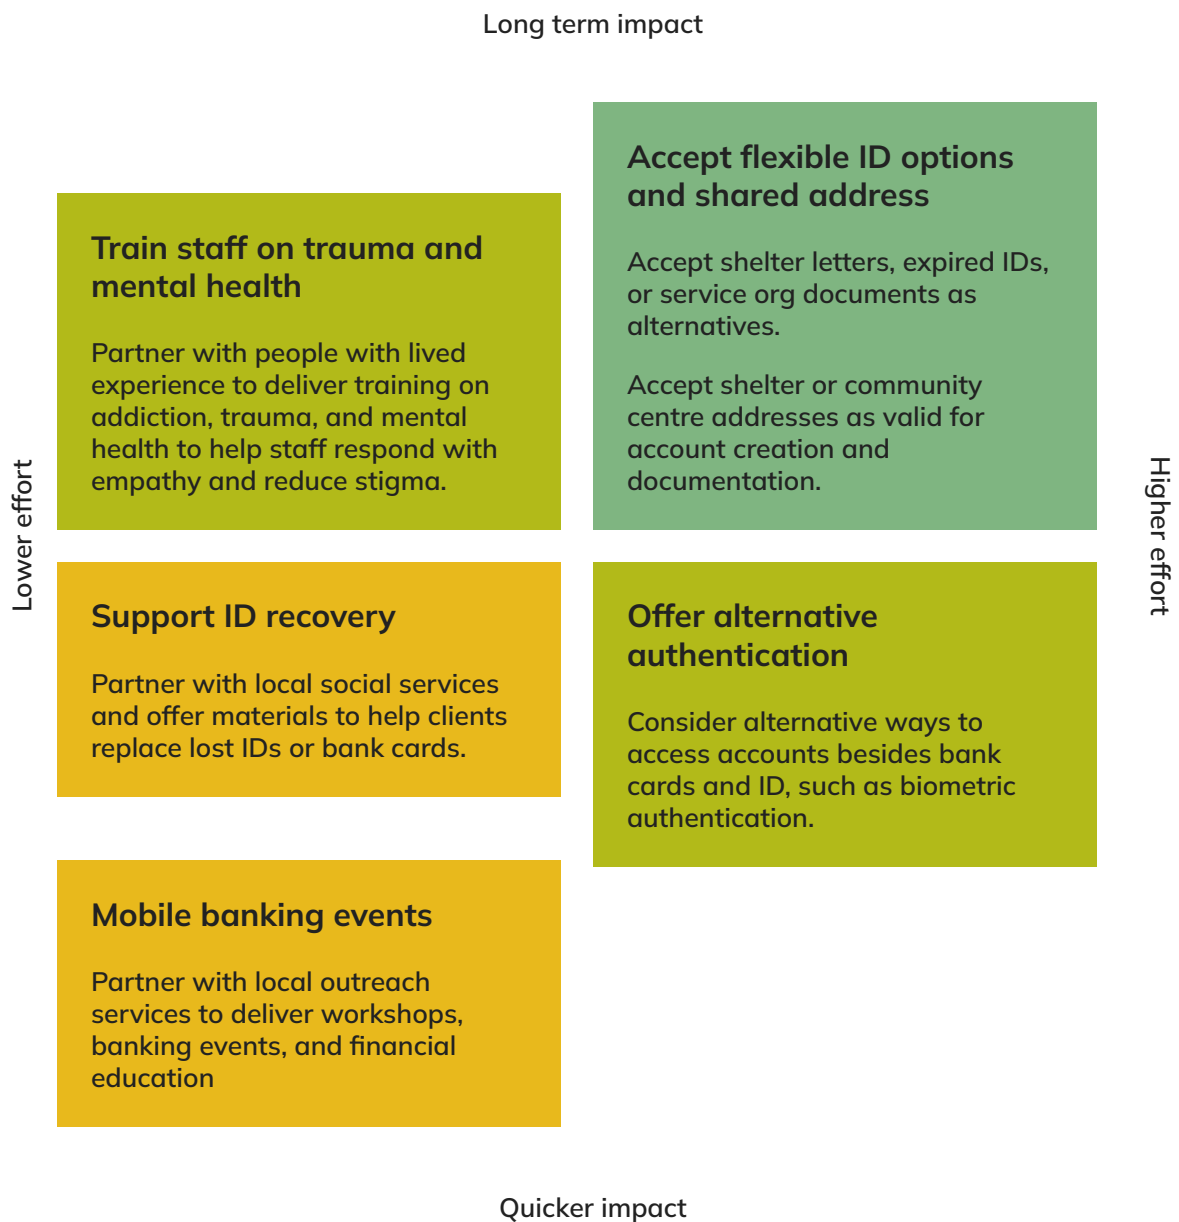 Long term impact
Accept flexible ID options
and shared address
Accept shelter letters, expired IDs,
or service org documents as
alternatives.
Accept shelter or community
centre addresses as valid for
account creation and
documentation.
Train staff on trauma and
mental health
Partner with people with lived
experience to deliver training on
addiction, trauma, and mental
health to help staff respond with
empathy and reduce stigma.
Lower effort
Higher effort
Support ID recovery
Partner with local social services
and offer materials to help clients
replace lost IDs or bank cards.
Offer alternative
authentication
Consider alternative ways to
access accounts besides bank
cards and ID, such as biometric
authentication.
Mobile banking events
Partner with local outreach
services to deliver workshops,
banking events, and financial
education
Quicker impact